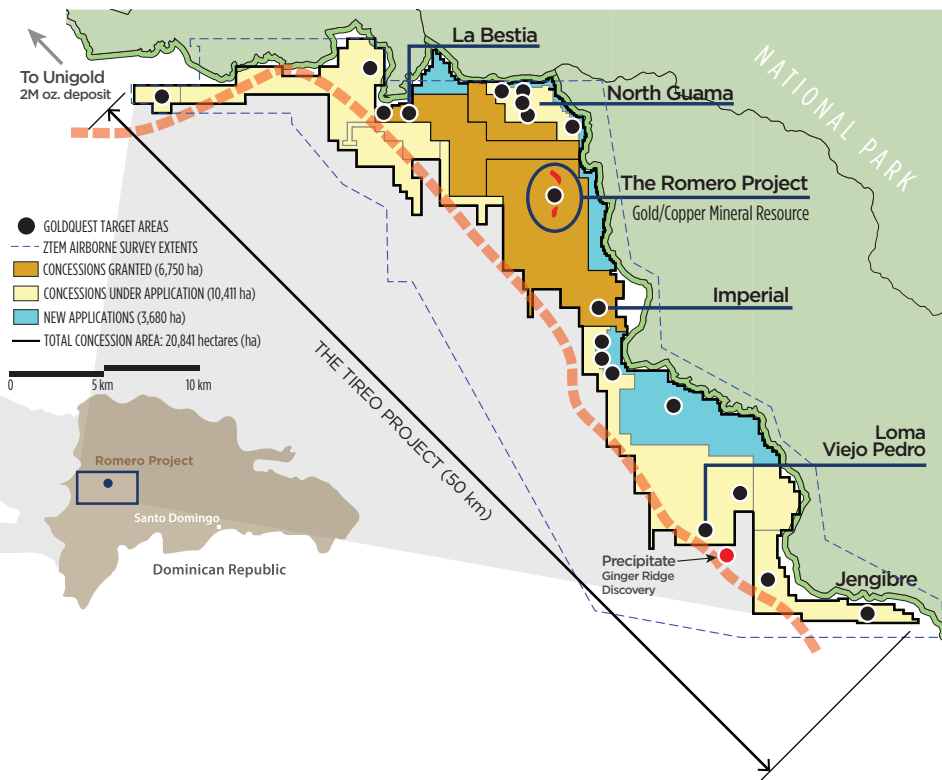 La Bestia
To Unigold
2M oz. deposit
North Guama
NATIONAL PARK
The Romero Project
Gold/Copper Mineral Resource
GOLDQUEST TARGET AREAS
ZTEM AIRBORNE SURVEY EXTENTS
CONCESSIONS GRANTED (6,750 ha)
CONCESSIONS UNDER APPLICATION (10,411 ha)
NEW APPLICATIONS (3,680 ha)
TOTAL CONCESSION AREA: 20,841 hectares (ha)
0 5 km 10 km
Imperial
THE TIREO PROJECT (50 km)
Loma
Viejo Pedro
Romero Project
Santo Domingo
Dominican Republic
Precipitate
Ginger Ridge
Discovery
Jengibre